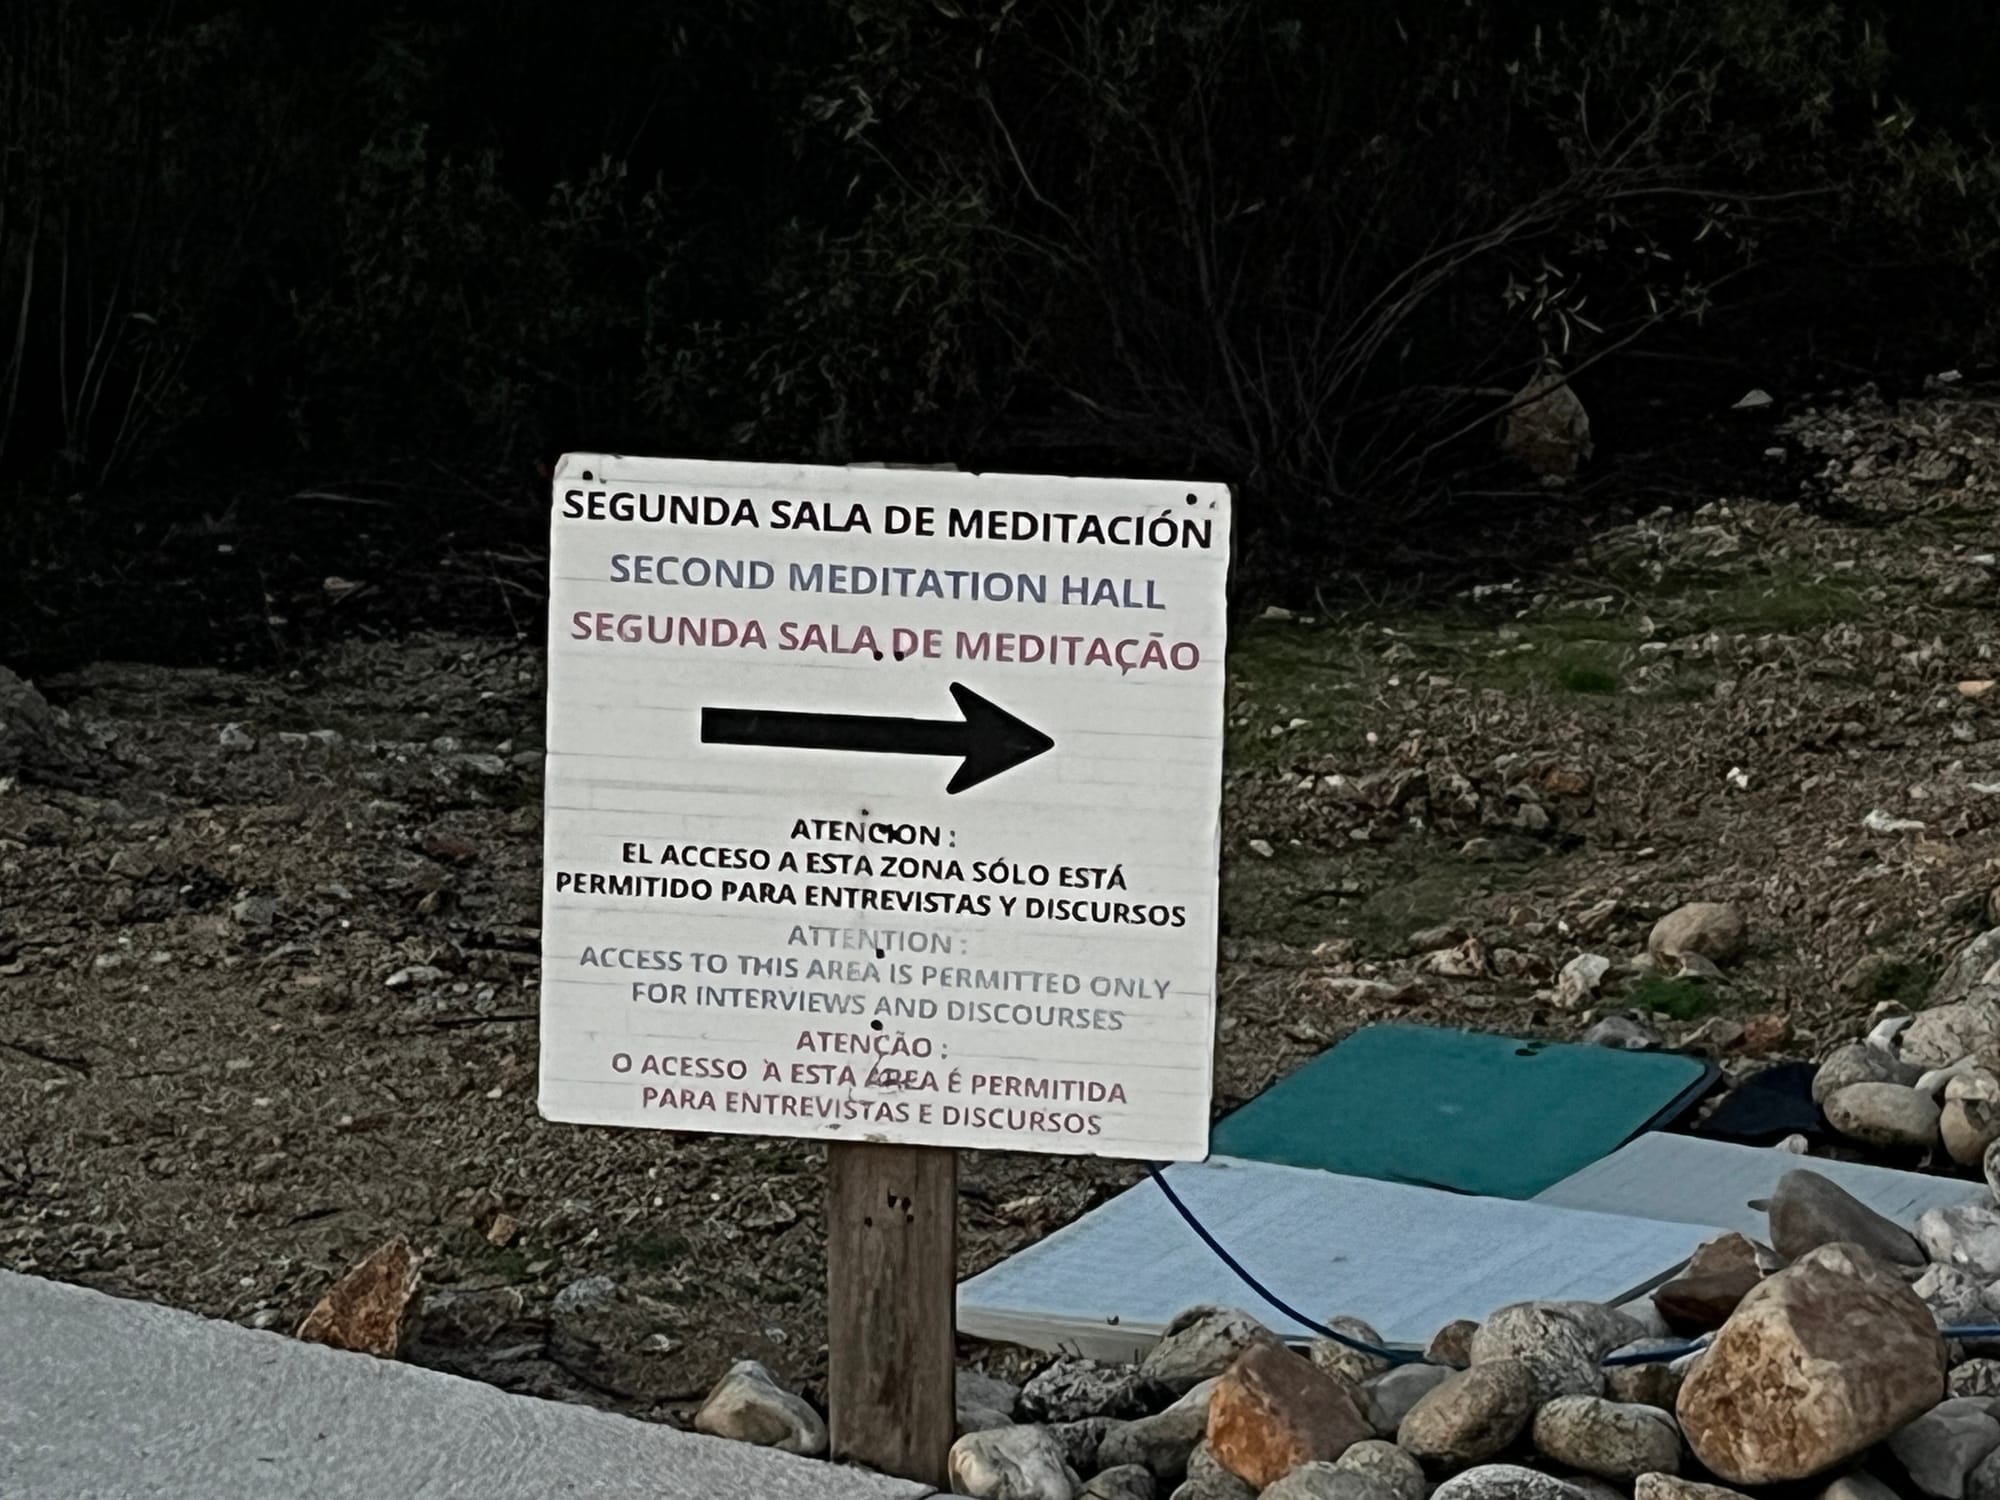 SEGUNDA SALA DE MEDITACIÓN
SECOND MEDITATION HALL
SEGUNDA SALA DE MEDITAÇÃO
ATENCION :
EL ACCESO A ESTA ZONA SÓLO ESTÁ
PERMITIDO PARA ENTREVISTAS Y DISCURSOS
ATTENTION :
ACCESS TO THIS AREA IS PERMITTED ONLY
FOR INTERVIEWS AND DISCOURSES
ATENÇÃO :
O ACESSO À ESTA ÁREA É PERMITIDA
PARA ENTREVISTAS E DISCURSOS